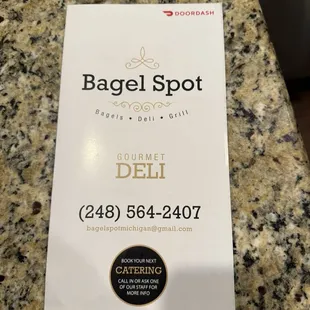 DOORDASH
Bagel Spot
Bagels • Deli • Grill
GOURMET
DELI
(248) 564-2407
bagelspotmichigan@gmail.com
BOOK YOUR NEXT
CATERING
CALL IN OR ASK ONE
OF OUR STAFF FOR
MORE INFO